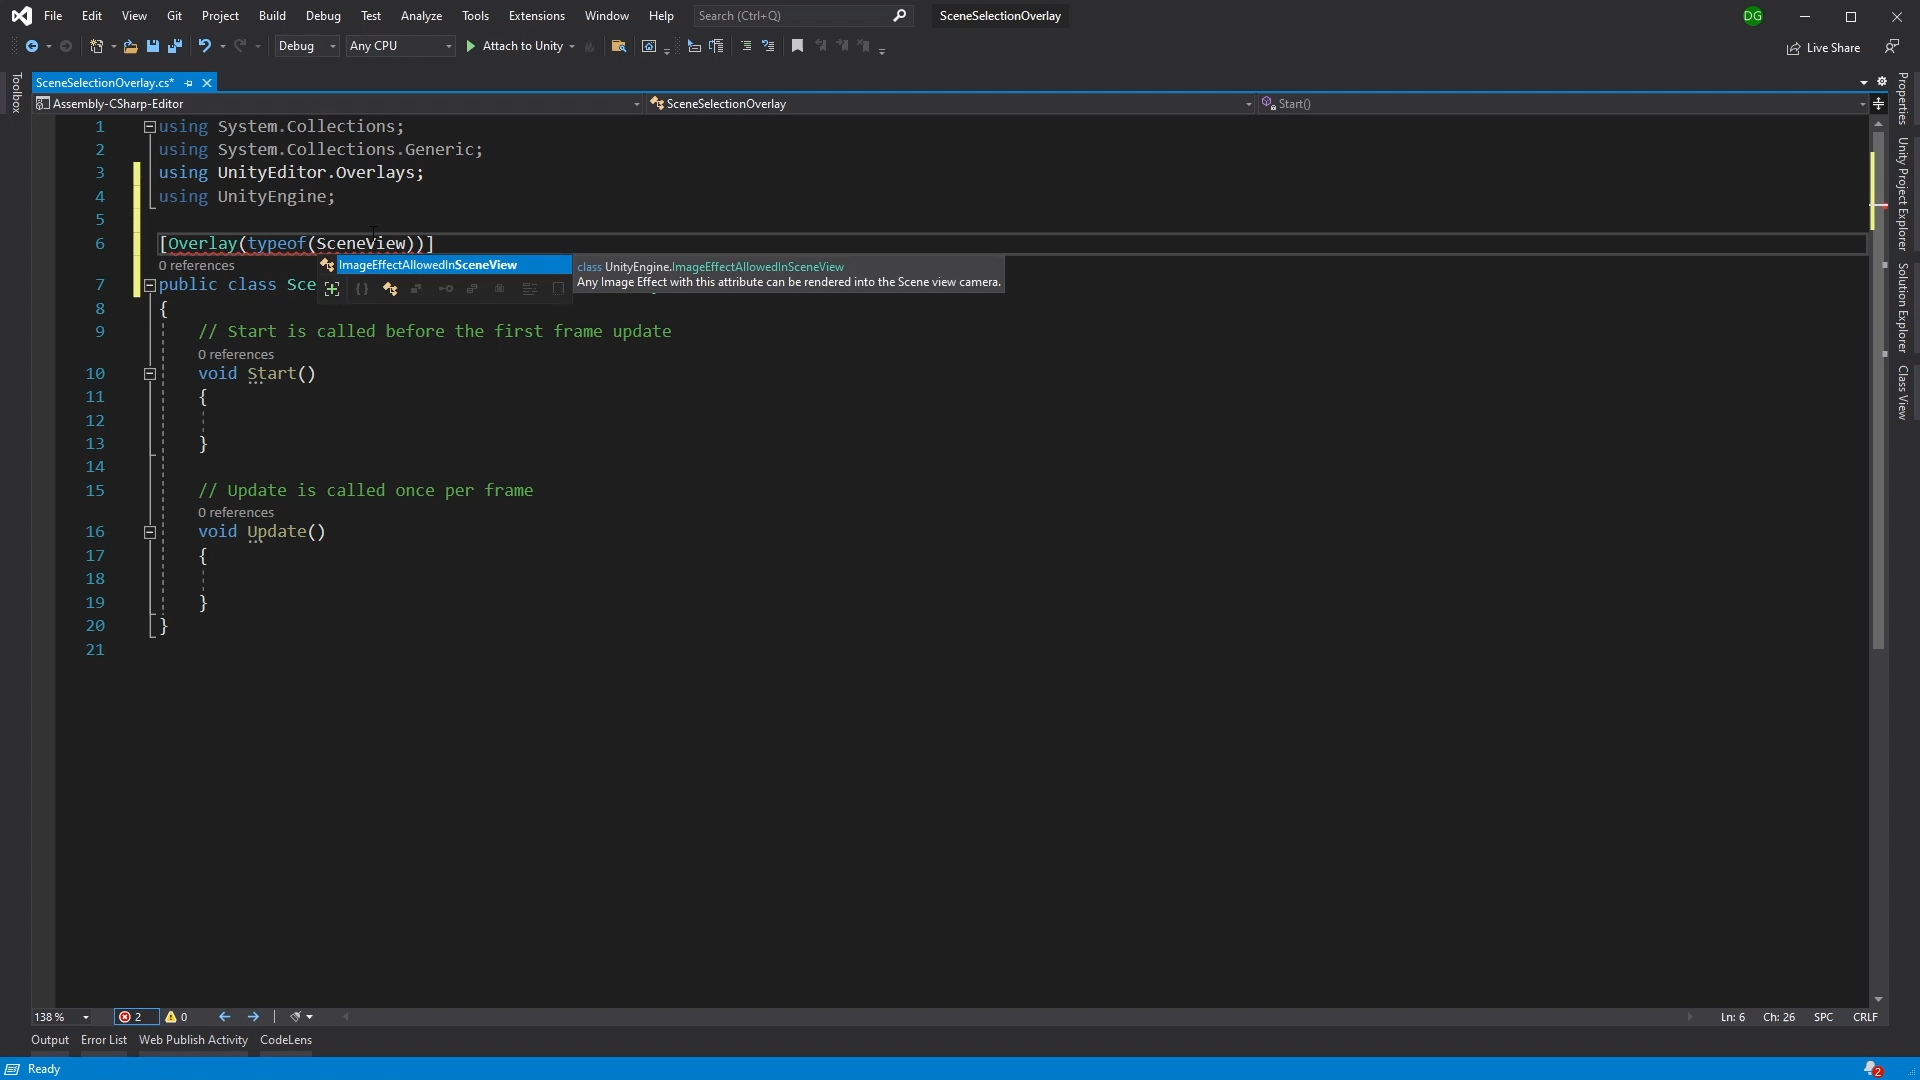 File Edit View Git Project Build Debug Test Analyze Tools Extensions Window Help Search (Ctrl+Q) SceneSelectionOverlay DG
Debug Any CPU Attach to Unity Live Share
SceneSelectionOverlay.cs*
Assembly-CSharp-Editor SceneSelectionOverlay Start()
1 using System.Collections;
2 using System.Collections.Generic;
3 using UnityEditor.Overlays;
4 using UnityEngine;
5
6 [Overlay(typeof(SceneView))]
0 references
ImageEffectAllowedInSceneView class UnityEngine.ImageEffectAllowedInSceneView
Any Image Effect with this attribute can be rendered into the Scene view camera.
7 public class Sce
8 {
9 // Start is called before the first frame update
0 references
10 void Start()
11 {
12
13 }
14
15 // Update is called once per frame
0 references
16 void Update()
17 {
18
19 }
20 }
21
138 % 2 0 Ln: 6 Ch: 26 SPC CRLF
Output Error List Web Publish Activity CodeLens
Ready 2
Toolbox
Properties
Unity Project Explorer
Solution Explorer
Class View